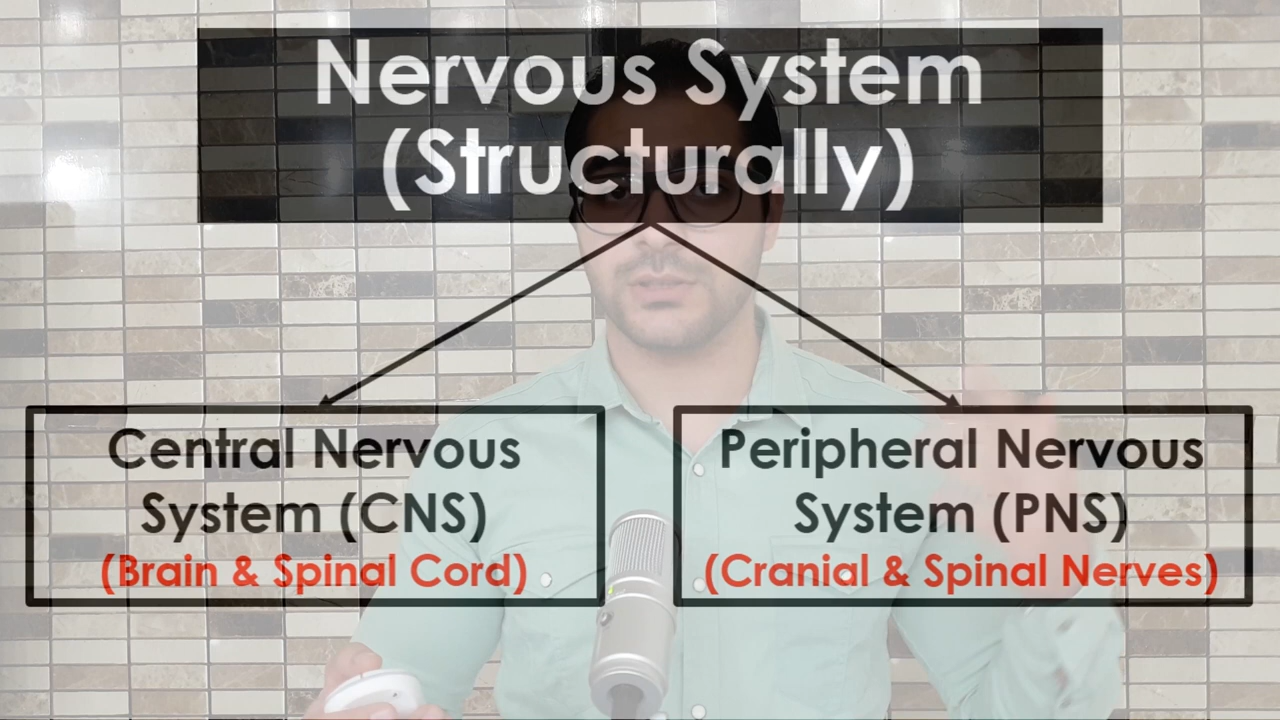 Nervous System
(Structurally)
Central Nervous
System (CNS)
(Brain & Spinal Cord)
Peripheral Nervous
System (PNS)
(Cranial & Spinal Nerves)